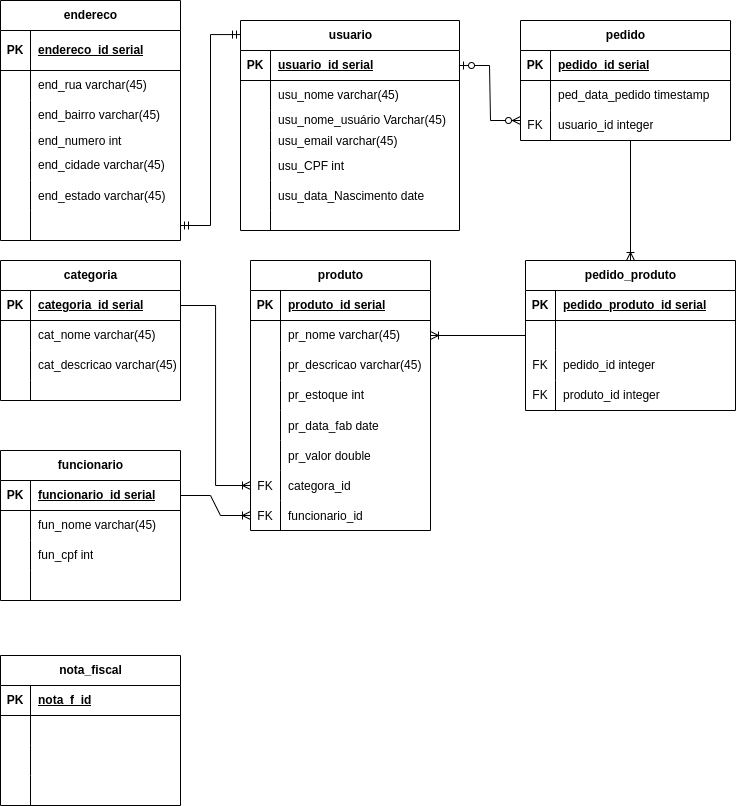 endereco
PK endereco_id serial
end_rua varchar(45)
end_bairro varchar(45)
end_numero int
end_cidade varchar(45)
end_estado varchar(45)
usuario
PK usuario_id serial
usu_nome varchar(45)
usu_nome_usuário Varchar(45)
usu_email varchar(45)
usu_CPF int
usu_data_Nascimento date
pedido
PK pedido_id serial
ped_data_pedido timestamp
FK usuario_id integer
categoria
PK categoria_id serial
cat_nome varchar(45)
cat_descricao varchar(45)
produto
PK produto_id serial
pr_nome varchar(45)
pr_descricao varchar(45)
pr_estoque int
pr_data_fab date
pr_valor double
FK categora_id
FK funcionario_id
pedido_produto
PK pedido_produto_id serial
FK pedido_id integer
FK produto_id integer
funcionario
PK funcionario_id serial
fun_nome varchar(45)
fun_cpf int
nota_fiscal
PK nota_f_id